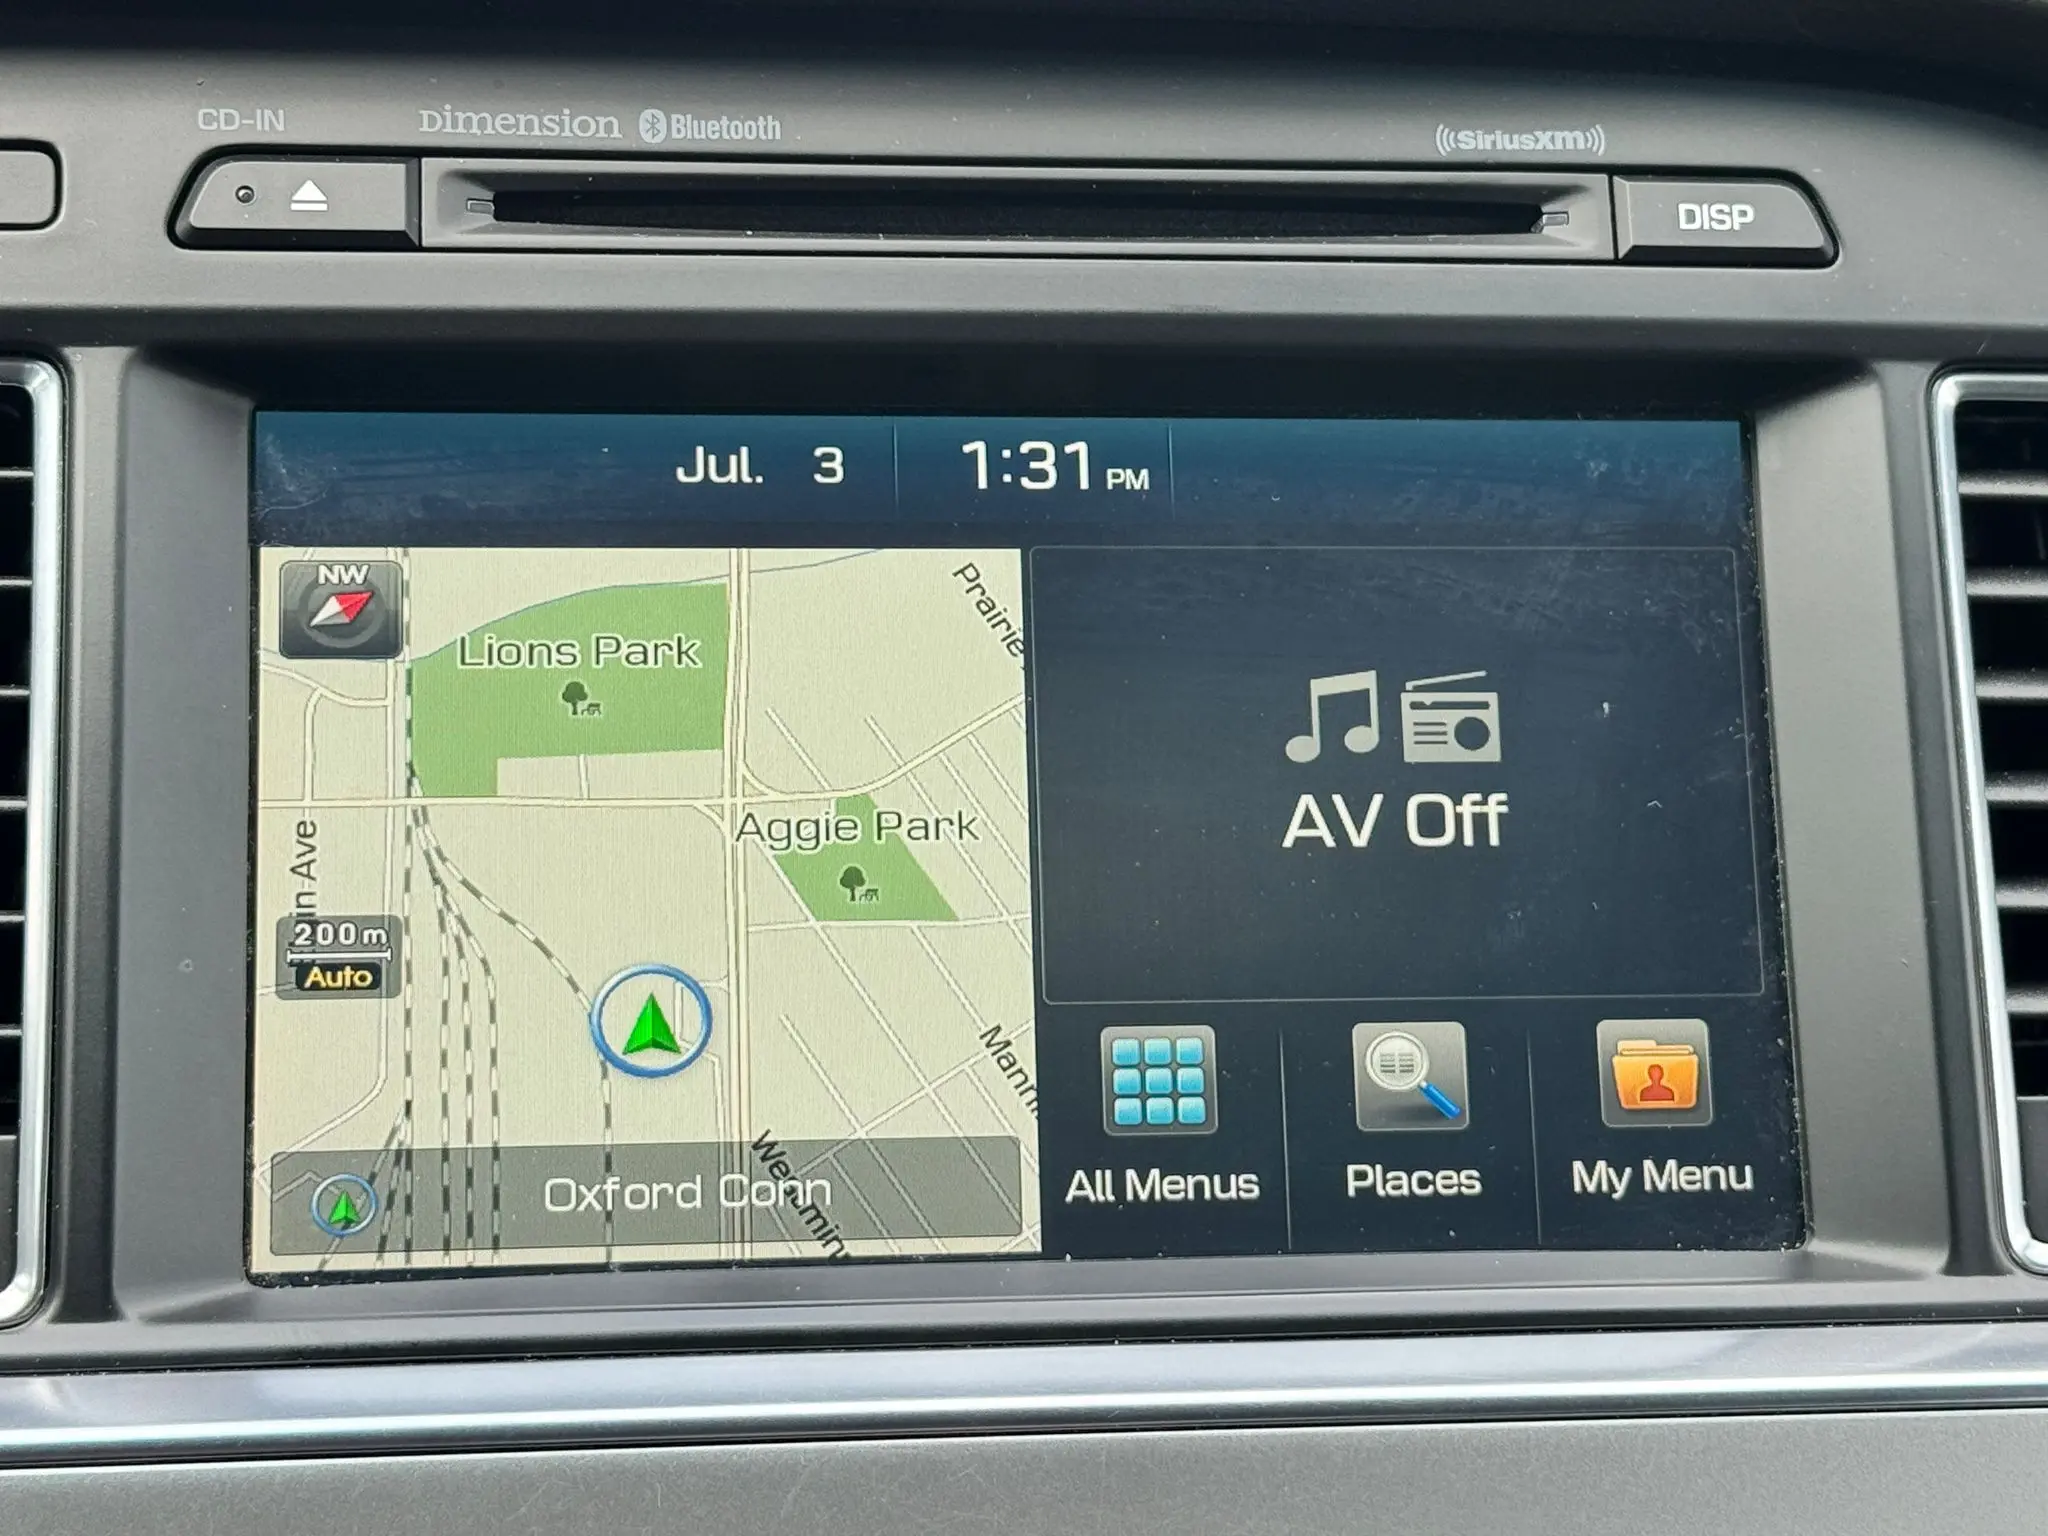 CD-IN
Dimension Bluetooth
((SiriusXM))
DISP
Jul. 3
1:31 PM
NW
Lions Park
Prairie
Aggie Park
200m
Auto
AV Off
Oxford Conn
All Menus
Places
My Menu